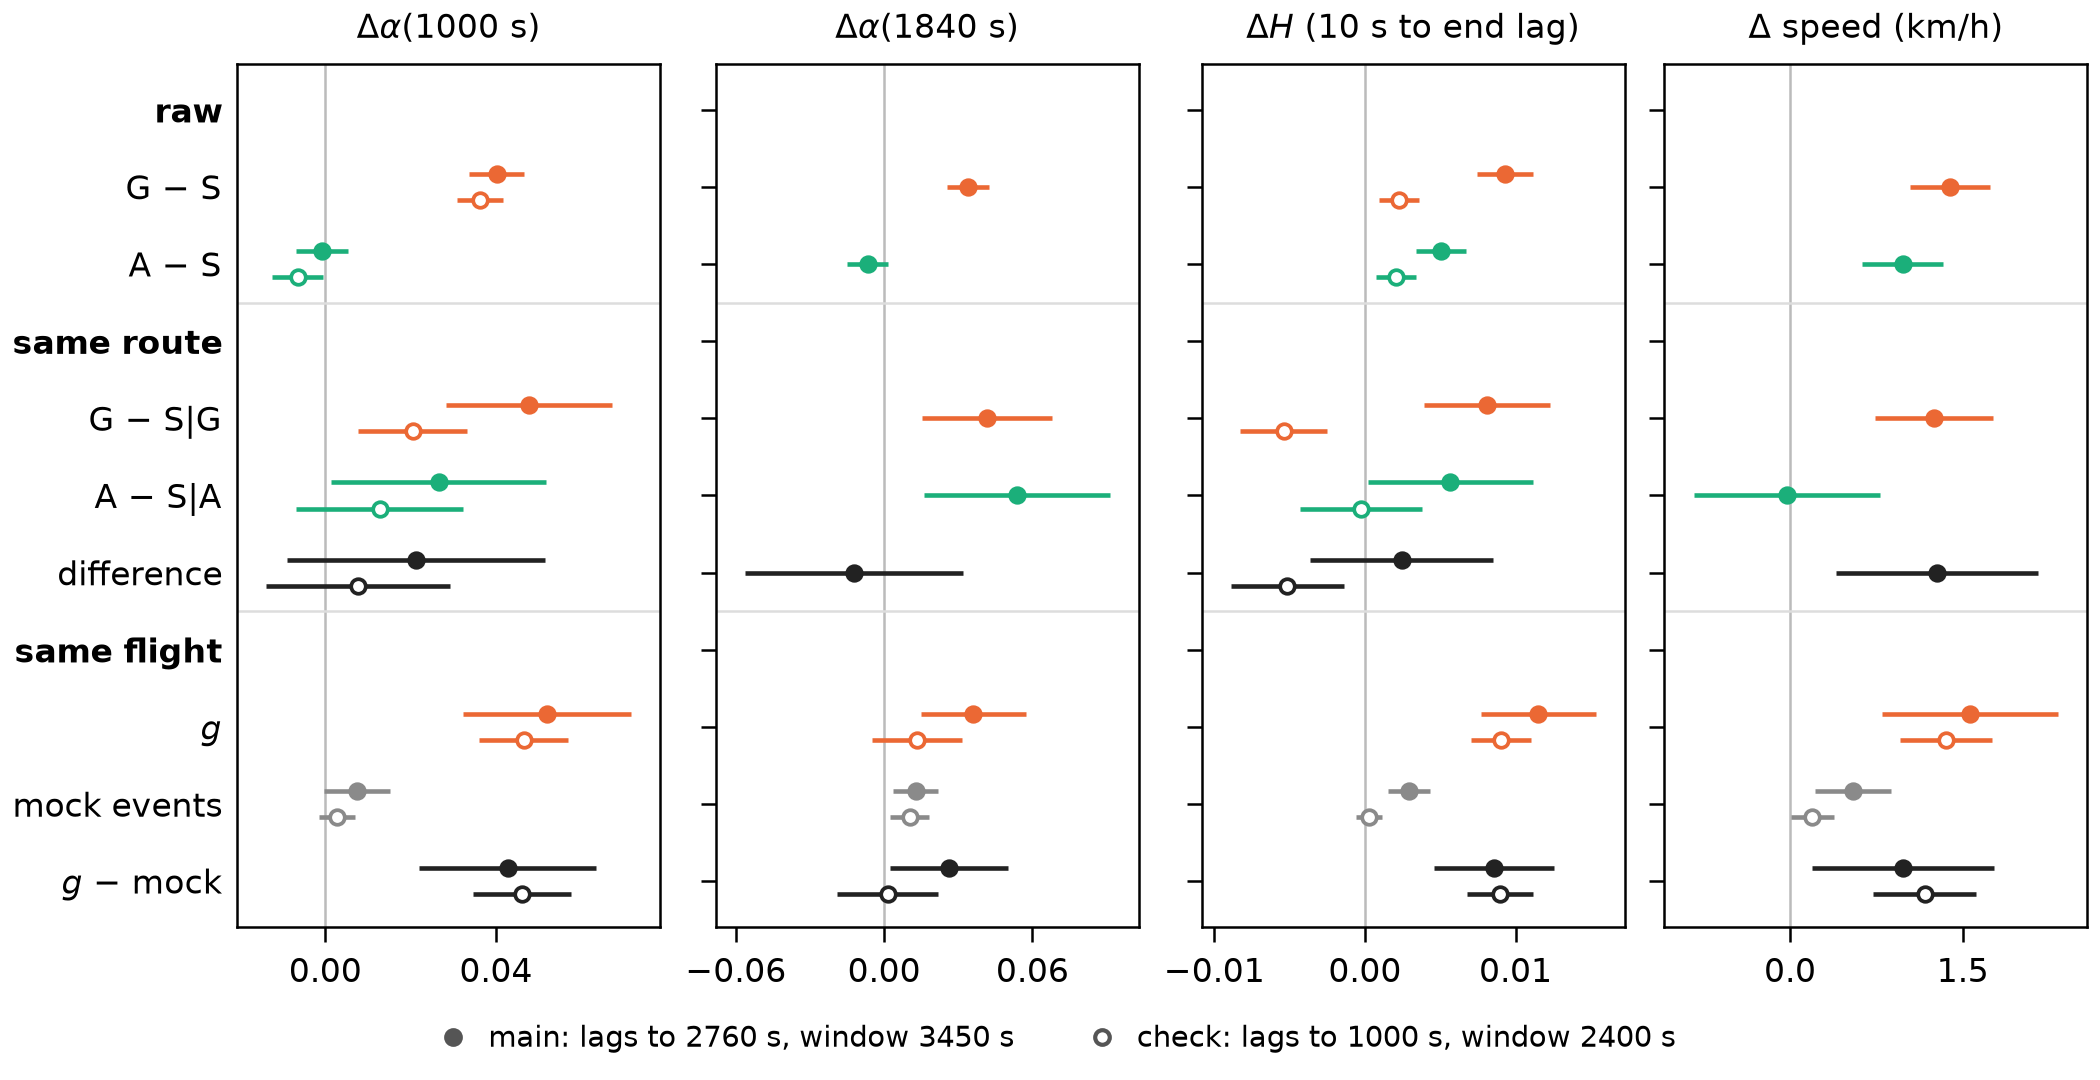 Δα(1000 s)
Δα(1840 s)
ΔH (10 s to end lag)
Δ speed (km/h)
raw
G − S
A − S
same route
G − S|G
A − S|A
difference
same flight
g
mock events
g − mock
0.00 0.04
−0.06 0.00 0.06
−0.01 0.00 0.01
0.0 1.5
main: lags to 2760 s, window 3450 s
check: lags to 1000 s, window 2400 s